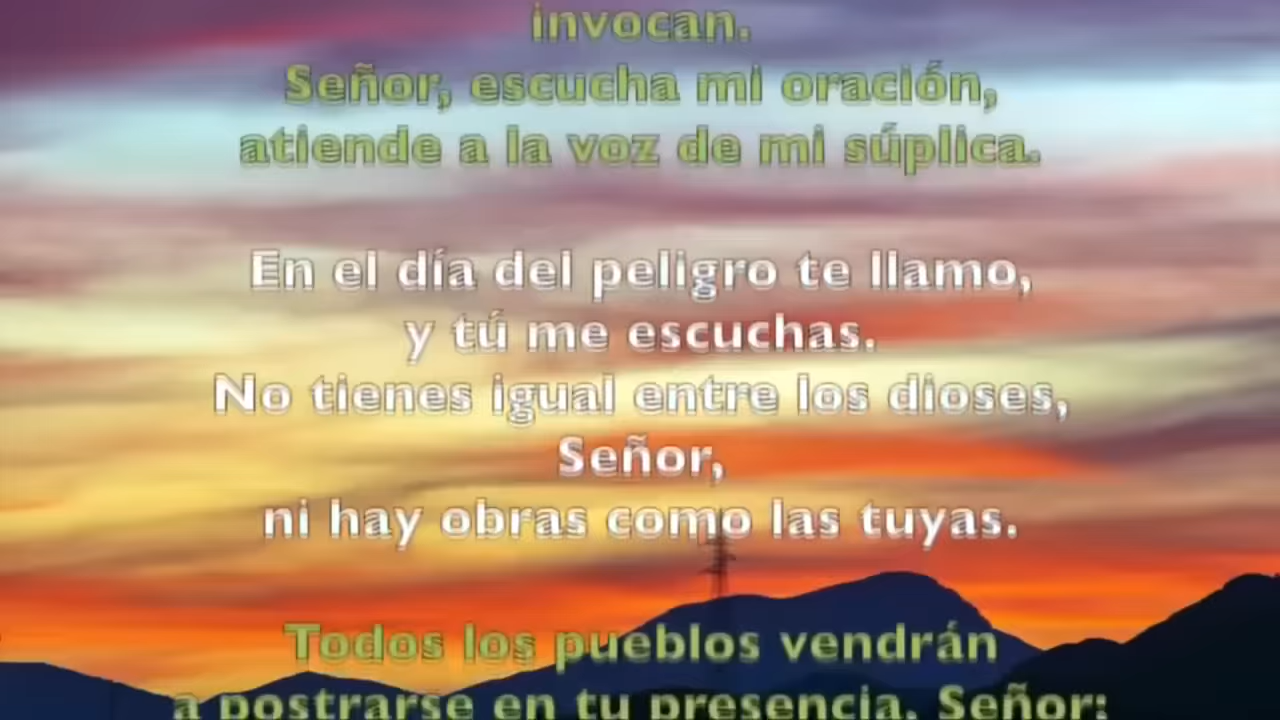 invocan.
Señor, escucha mi oración,
atiende a la voz de mi súplica.
En el día del peligro te llamo,
y tú me escuchas.
No tienes igual entre los dioses,
Señor,
ni hay obras como las tuyas.
Todos los pueblos vendrán
a postrarse en tu presencia, Señor;